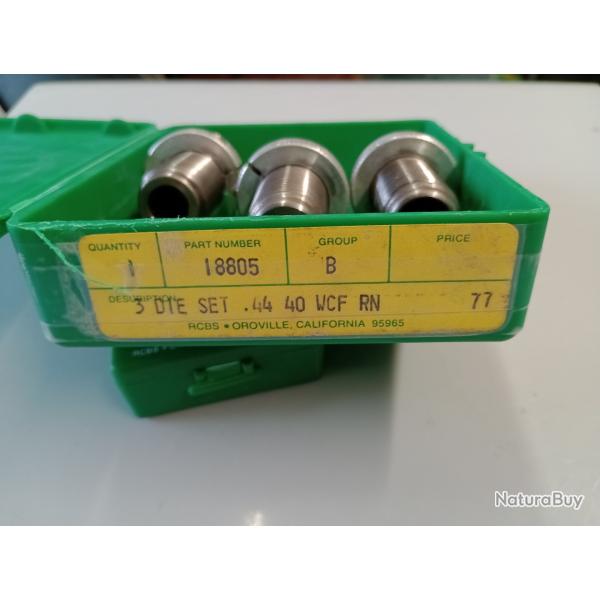 QUANTITY PART NUMBER GROUP PRICE
1 18805 B
DESCRIPTION
3 DIE SET .44 40 WCF RN 77
RCBS • OROVILLE, CALIFORNIA 95965
RCBS
NaturaBuy